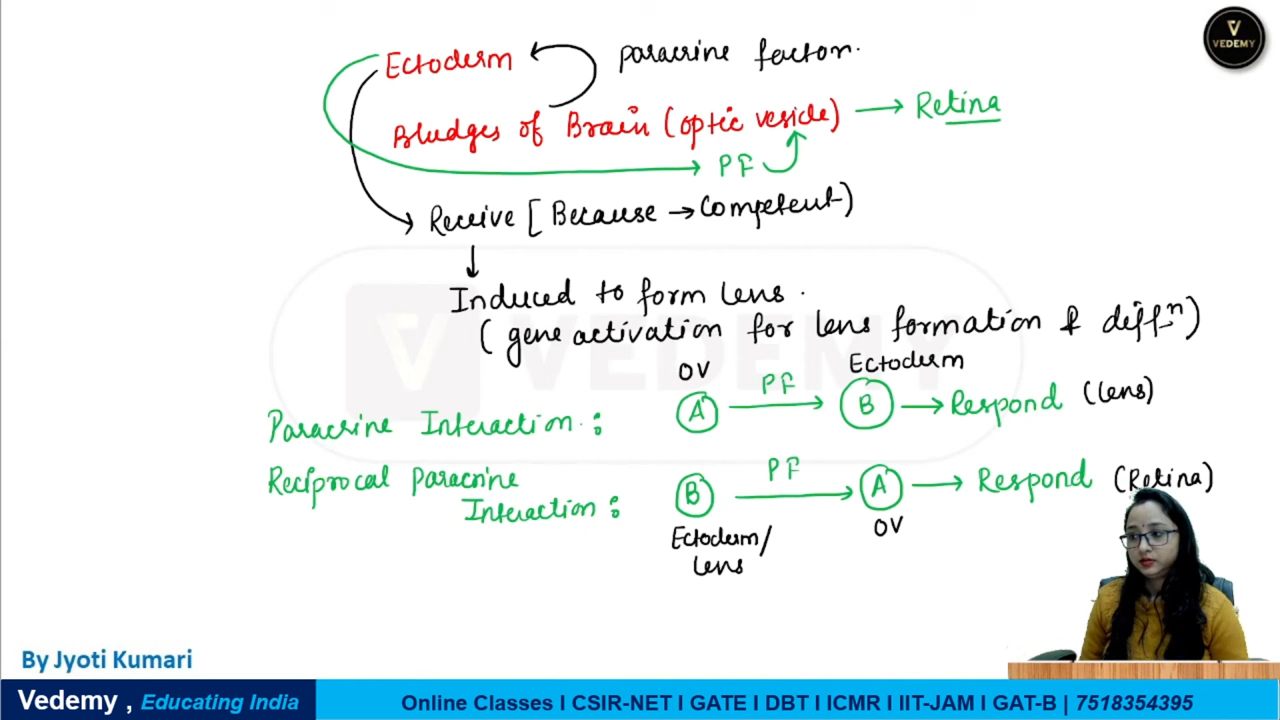 VEDEMY
Ectoderm paracrine factor.
Bludges of Brain (optic vesicle) → Retina
PF
Receive [Because → Competent)
↓
Induced to form lens.
(gene activation for lens formation & diffn)
OV Ectoderm
Paracrine Interaction: A PF → B → Respond (lens)
Reciprocal Paracrine
Interaction: B PF → A → Respond (Retina)
Ectoderm/ OV
lens
VEDEMY
By Jyoti Kumari
Vedemy , Educating India
Online Classes I CSIR-NET I GATE I DBT I ICMR I IIT-JAM I GAT-B | 7518354395